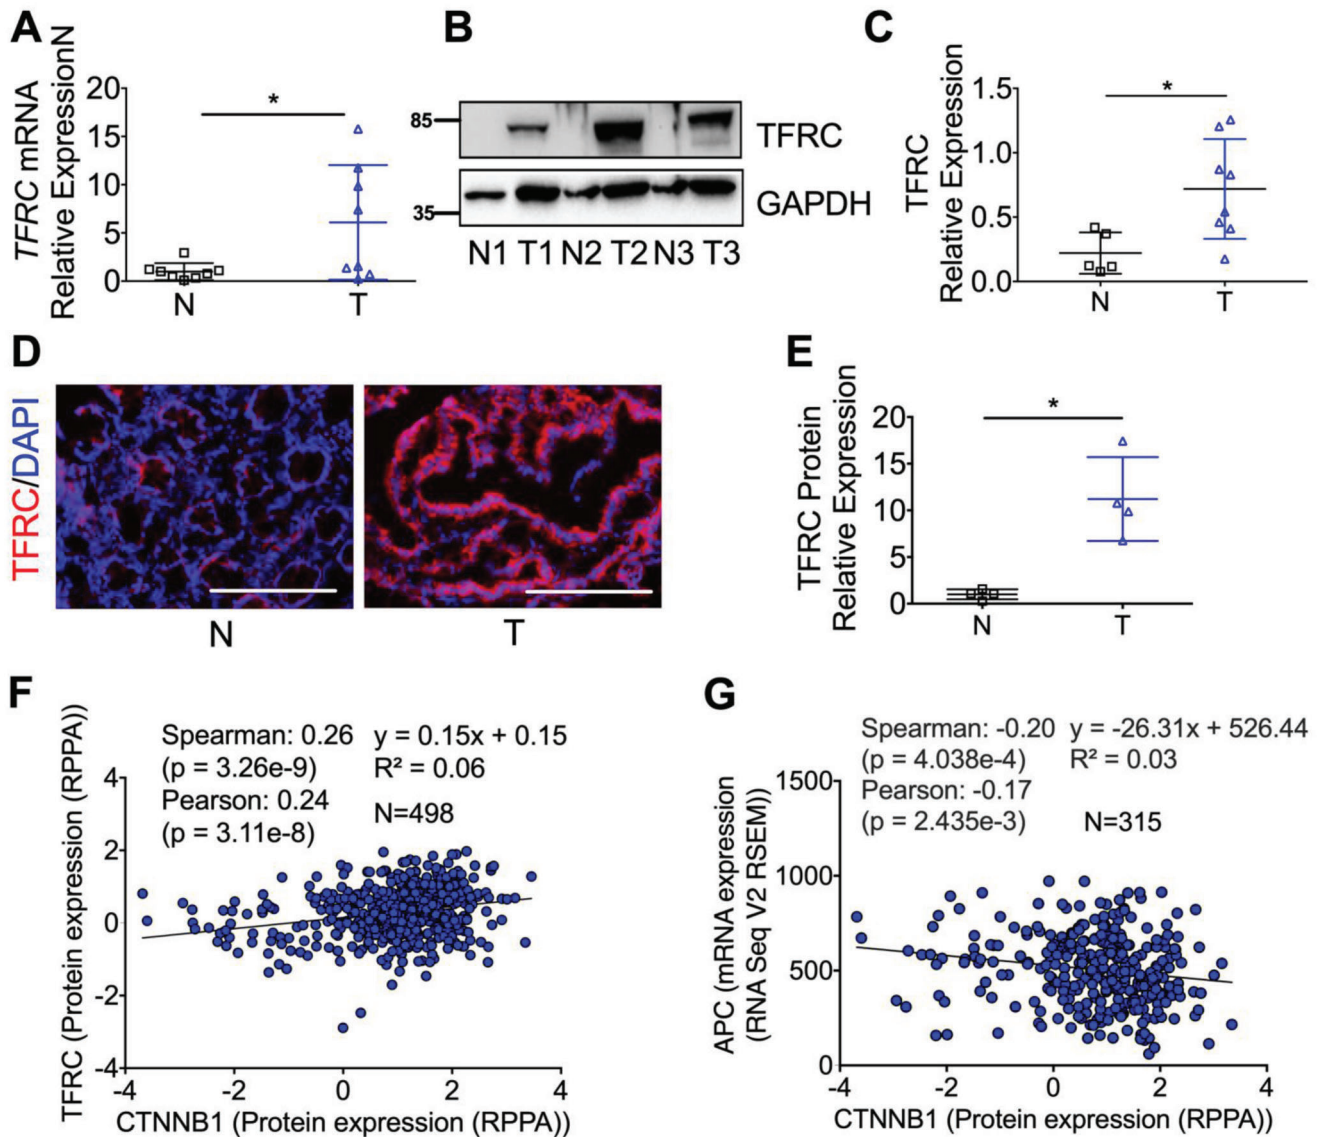 A
TFRC mRNA
Relative ExpressionN
20
15
10
5
0
*
N
T
B
85
35
TFRC
GAPDH
N1 T1 N2 T2 N3 T3
C
TFRC
Relative Expression
1.5
1.0
0.5
0.0
*
N
T
D
TFRC/DAPI
N
T
E
TFRC Protein
Relative Expression
20
15
10
5
0
*
N
T
F
TFRC (Protein expression (RPPA))
Spearman: 0.26
(p = 3.26e-9)
Pearson: 0.24
(p = 3.11e-8)
y = 0.15x + 0.15
R² = 0.06
N=498
4
2
0
-2
-4
-4 -2 0 2 4
CTNNB1 (Protein expression (RPPA))
G
APC (mRNA expression
(RNA Seq V2 RSEM))
Spearman: -0.20
(p = 4.038e-4)
Pearson: -0.17
(p = 2.435e-3)
y = -26.31x + 526.44
R² = 0.03
N=315
1500
1000
500
0
-4 -2 0 2 4
CTNNB1 (Protein expression (RPPA))